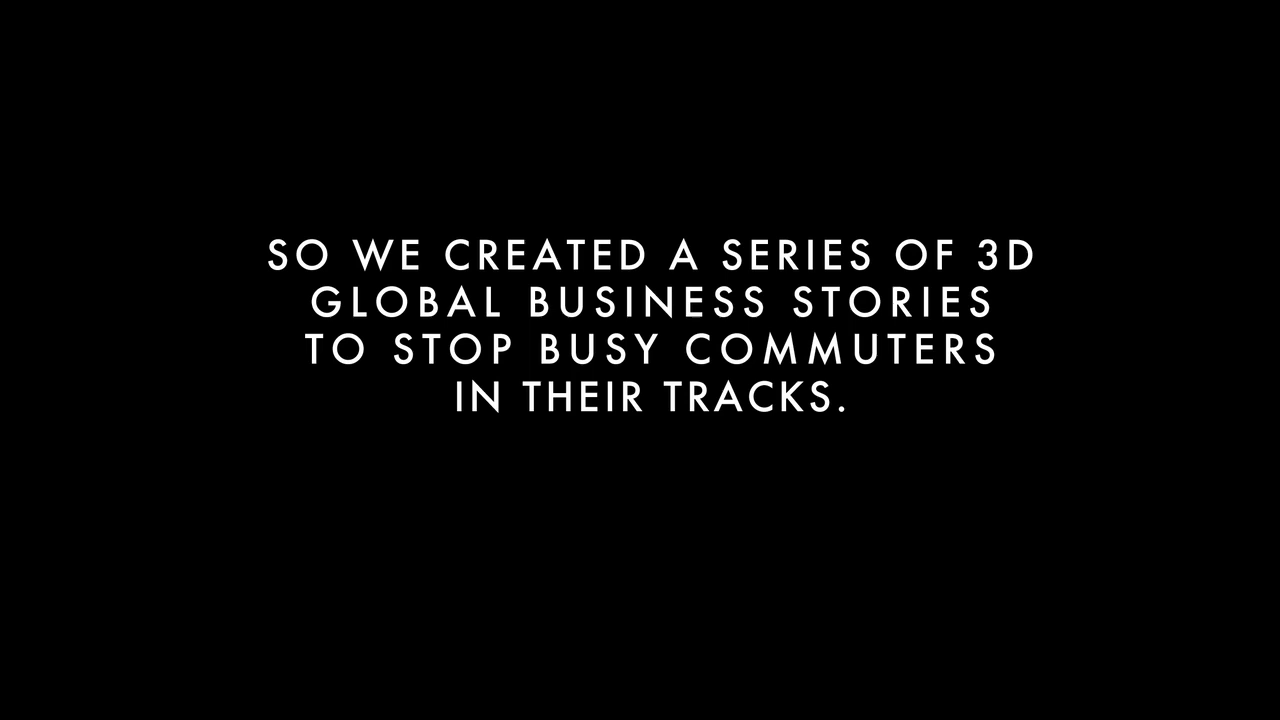 SO WE CREATED A SERIES OF 3D
GLOBAL BUSINESS STORIES
TO STOP BUSY COMMUTERS
IN THEIR TRACKS.